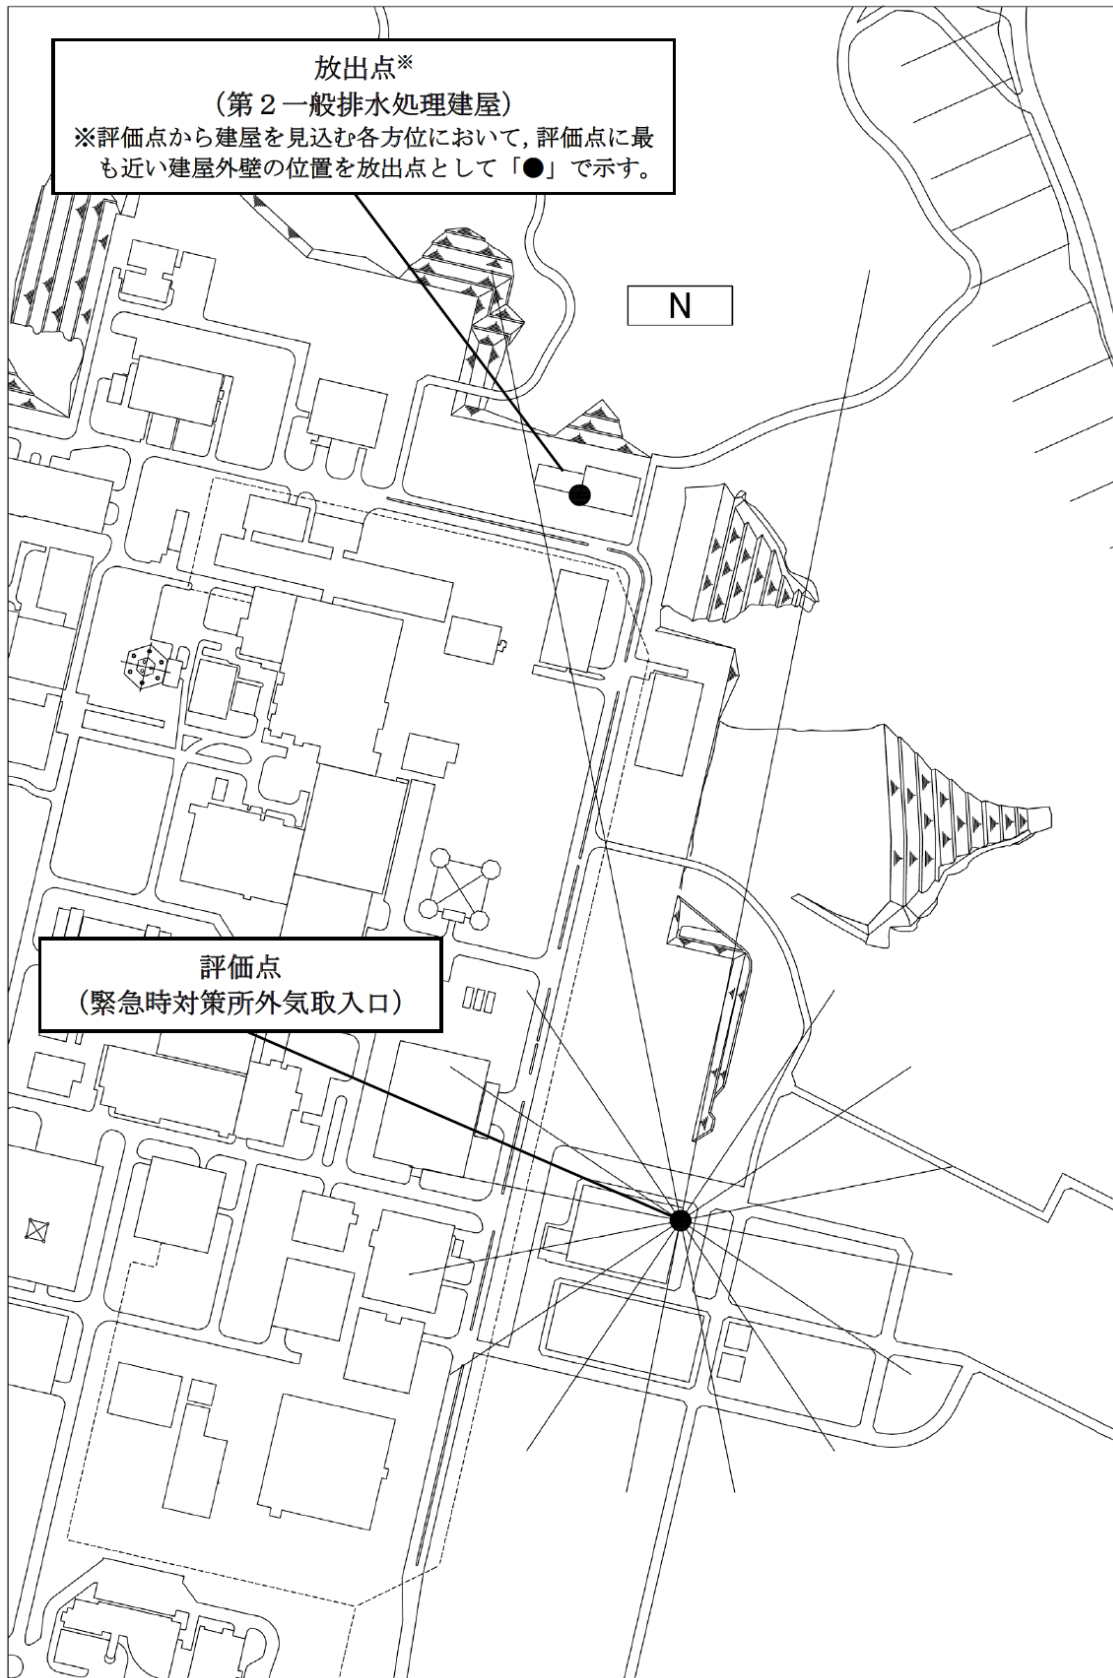 放出点※
（第２一般排水処理建屋）
※評価点から建屋を見込む各方位において，評価点に最
も近い建屋外壁の位置を放出点として「●」で示す。
N
評価点
（緊急時対策所外気取入口）